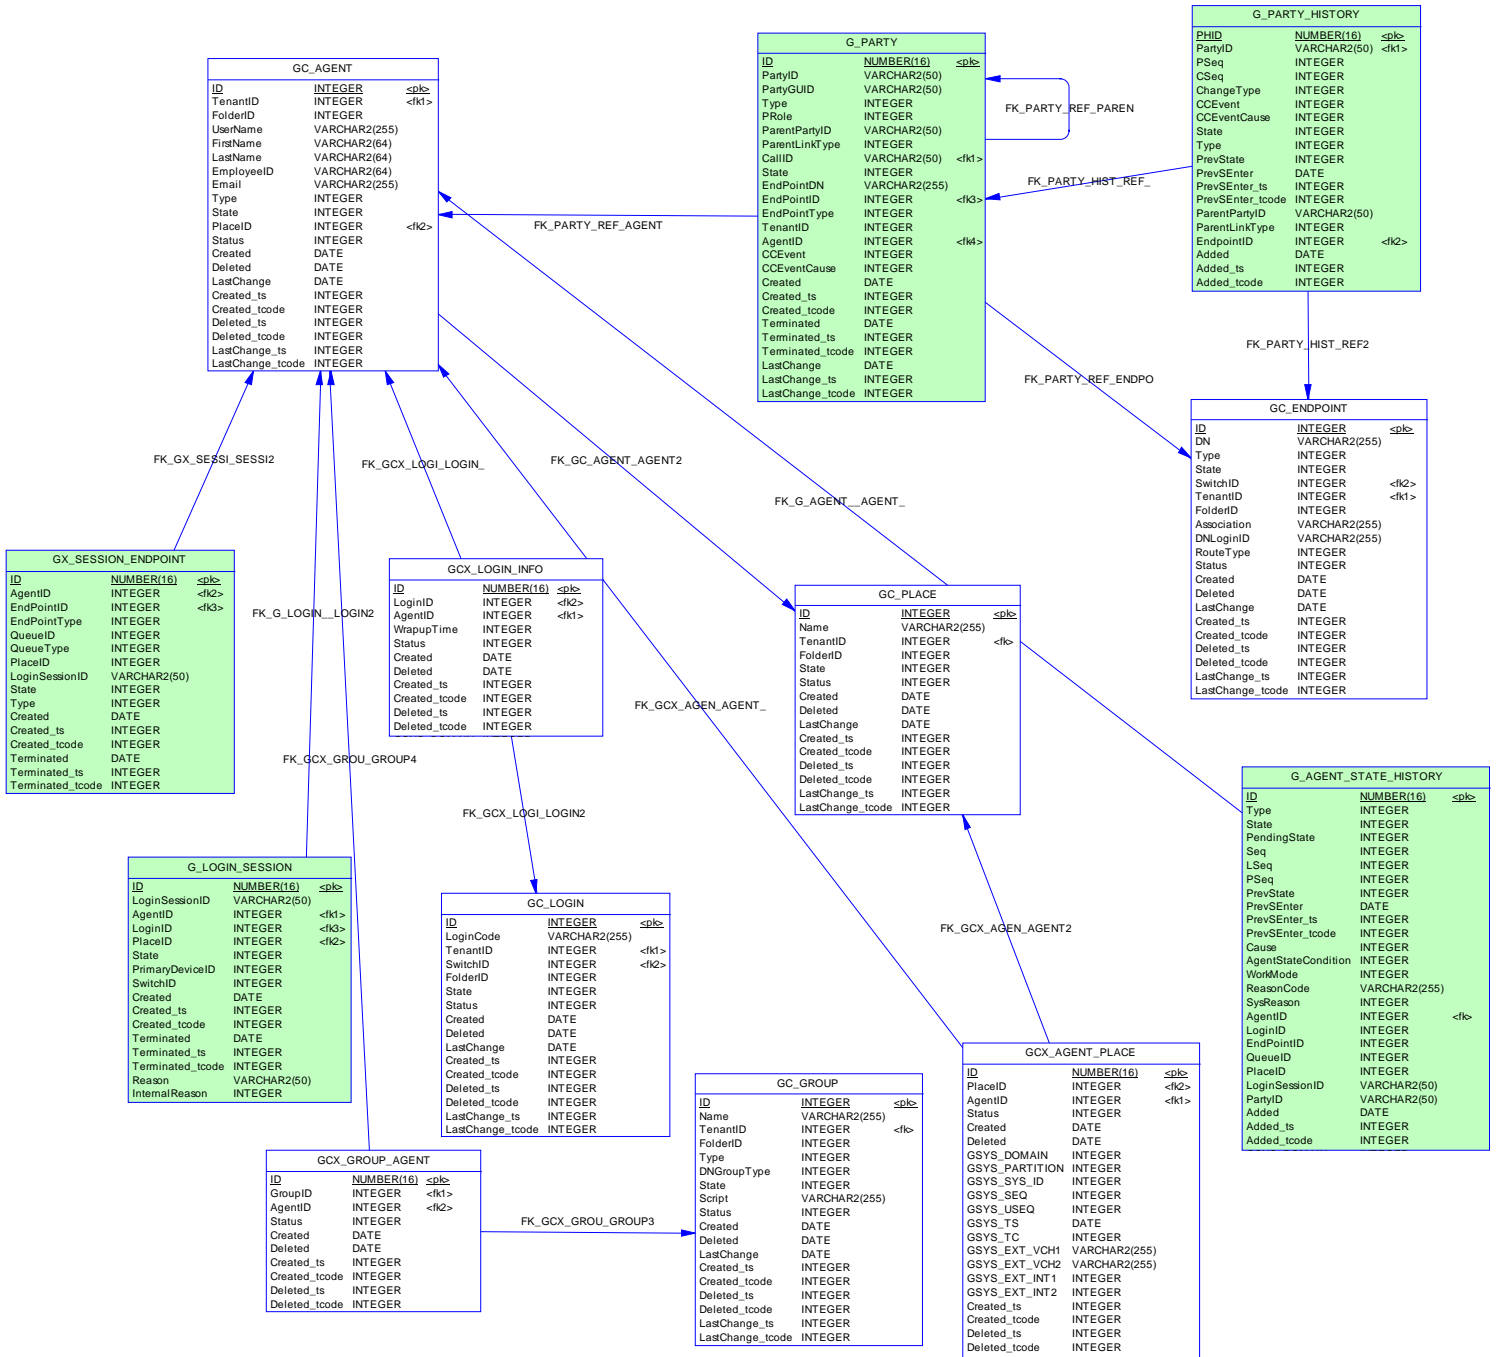 GC_AGENT
ID INTEGER <pk>
TenantID INTEGER <fk1>
FolderID INTEGER
UserName VARCHAR2(255)
FirstName VARCHAR2(64)
LastName VARCHAR2(64)
EmployeeID VARCHAR2(64)
Email VARCHAR2(255)
Type INTEGER
State INTEGER
PlaceID INTEGER <fk2>
Status INTEGER
Created DATE
Deleted DATE
LastChange DATE
Created_ts INTEGER
Created_tcode INTEGER
Deleted_ts INTEGER
Deleted_tcode INTEGER
LastChange_ts INTEGER
LastChange_tcode INTEGER
G_PARTY
ID NUMBER(16) <pk>
PartyID VARCHAR2(50)
PartyGUID VARCHAR2(50)
Type INTEGER
PRole INTEGER
ParentPartyID VARCHAR2(50)
ParentLinkType INTEGER
CallID VARCHAR2(50) <fk1>
State INTEGER
EndPointDN VARCHAR2(255)
EndPointID INTEGER <fk3>
EndPointType INTEGER
TenantID INTEGER
AgentID INTEGER <fk4>
CCEvent INTEGER
CCEventCause INTEGER
Created DATE
Created_ts INTEGER
Created_tcode INTEGER
Terminated DATE
Terminated_ts INTEGER
Terminated_tcode INTEGER
LastChange DATE
LastChange_ts INTEGER
LastChange_tcode INTEGER
G_PARTY_HISTORY
PHID NUMBER(16) <pk>
PartyID VARCHAR2(50) <fk1>
PSeq INTEGER
CSeq INTEGER
ChangeType INTEGER
CCEvent INTEGER
CCEventCause INTEGER
State INTEGER
Type INTEGER
PrevState INTEGER
PrevSEnter DATE
PrevSEnter_ts INTEGER
PrevSEnter_tcode INTEGER
ParentPartyID VARCHAR2(50)
ParentLinkType INTEGER
EndpointID INTEGER <fk2>
Added DATE
Added_ts INTEGER
Added_tcode INTEGER
FK_PARTY_REF_PAREN
FK_PARTY_HIST_REF_
FK_PARTY_REF_AGENT
FK_PARTY_HIST_REF2
FK_PARTY_REF_ENDPO
GC_ENDPOINT
ID INTEGER <pk>
DN VARCHAR2(255)
Type INTEGER
State INTEGER
SwitchID INTEGER <fk2>
TenantID INTEGER <fk1>
FolderID INTEGER
Association VARCHAR2(255)
DNLoginID VARCHAR2(255)
RouteType INTEGER
Status INTEGER
Created DATE
Deleted DATE
LastChange DATE
Created_ts INTEGER
Created_tcode INTEGER
Deleted_ts INTEGER
Deleted_tcode INTEGER
LastChange_ts INTEGER
LastChange_tcode INTEGER
FK_GX_SESSI_SESSI2
FK_GCX_LOGI_LOGIN_
FK_GC_AGENT_AGENT2
FK_G_AGENT__AGENT_
GX_SESSION_ENDPOINT
ID NUMBER(16) <pk>
AgentID INTEGER <fk2>
EndPointID INTEGER <fk3>
EndPointType INTEGER
QueueID INTEGER
QueueType INTEGER
PlaceID INTEGER
LoginSessionID VARCHAR2(50)
State INTEGER
Type INTEGER
Created DATE
Created_ts INTEGER
Created_tcode INTEGER
Terminated DATE
Terminated_ts INTEGER
Terminated_tcode INTEGER
GCX_LOGIN_INFO
ID NUMBER(16) <pk>
LoginID INTEGER <fk2>
AgentID INTEGER <fk1>
WrapupTime INTEGER
Status INTEGER
Created DATE
Deleted DATE
Created_ts INTEGER
Created_tcode INTEGER
Deleted_ts INTEGER
Deleted_tcode INTEGER
GC_PLACE
ID INTEGER <pk>
Name VARCHAR2(255)
TenantID INTEGER <fk>
FolderID INTEGER
State INTEGER
Status INTEGER
Created DATE
Deleted DATE
LastChange DATE
Created_ts INTEGER
Created_tcode INTEGER
Deleted_ts INTEGER
Deleted_tcode INTEGER
LastChange_ts INTEGER
LastChange_tcode INTEGER
FK_G_LOGIN__LOGIN2
FK_GCX_AGEN_AGENT_
FK_GCX_GROU_GROUP4
FK_GCX_LOGI_LOGIN2
FK_GCX_AGEN_AGENT2
G_AGENT_STATE_HISTORY
ID NUMBER(16) <pk>
Type INTEGER
State INTEGER
PendingState INTEGER
Seq INTEGER
LSeq INTEGER
PSeq INTEGER
PrevState INTEGER
PrevSEnter DATE
PrevSEnter_ts INTEGER
PrevSEnter_tcode INTEGER
Cause INTEGER
AgentStateCondition INTEGER
WorkMode INTEGER
ReasonCode VARCHAR2(255)
SysReason INTEGER
AgentID INTEGER <fk>
LoginID INTEGER
EndPointID INTEGER
QueueID INTEGER
PlaceID INTEGER
LoginSessionID VARCHAR2(50)
PartyID VARCHAR2(50)
Added DATE
Added_ts INTEGER
Added_tcode INTEGER
G_LOGIN_SESSION
ID NUMBER(16) <pk>
LoginSessionID VARCHAR2(50)
AgentID INTEGER <fk1>
LoginID INTEGER <fk3>
PlaceID INTEGER <fk2>
State INTEGER
PrimaryDeviceID INTEGER
SwitchID INTEGER
Created DATE
Created_ts INTEGER
Created_tcode INTEGER
Terminated DATE
Terminated_ts INTEGER
Terminated_tcode INTEGER
Reason VARCHAR2(50)
InternalReason INTEGER
GC_LOGIN
ID INTEGER <pk>
LoginCode VARCHAR2(255)
TenantID INTEGER <fk1>
SwitchID INTEGER <fk2>
FolderID INTEGER
State INTEGER
Status INTEGER
Created DATE
Deleted DATE
LastChange DATE
Created_ts INTEGER
Created_tcode INTEGER
Deleted_ts INTEGER
Deleted_tcode INTEGER
LastChange_ts INTEGER
LastChange_tcode INTEGER
GCX_AGENT_PLACE
ID NUMBER(16) <pk>
PlaceID INTEGER <fk2>
AgentID INTEGER <fk1>
Status INTEGER
Created DATE
Deleted DATE
GSYS_DOMAIN INTEGER
GSYS_PARTITION INTEGER
GSYS_SYS_ID INTEGER
GSYS_SEQ INTEGER
GSYS_USEQ INTEGER
GSYS_TS DATE
GSYS_TC INTEGER
GSYS_EXT_VCH1 VARCHAR2(255)
GSYS_EXT_VCH2 VARCHAR2(255)
GSYS_EXT_INT1 INTEGER
GSYS_EXT_INT2 INTEGER
Created_ts INTEGER
Created_tcode INTEGER
Deleted_ts INTEGER
Deleted_tcode INTEGER
GC_GROUP
ID INTEGER <pk>
Name VARCHAR2(255)
TenantID INTEGER <fk>
FolderID INTEGER
Type INTEGER
DNGroupType INTEGER
State INTEGER
Script VARCHAR2(255)
Status INTEGER
Created DATE
Deleted DATE
LastChange DATE
Created_ts INTEGER
Created_tcode INTEGER
Deleted_ts INTEGER
Deleted_tcode INTEGER
LastChange_ts INTEGER
LastChange_tcode INTEGER
GCX_GROUP_AGENT
ID NUMBER(16) <pk>
GroupID INTEGER <fk1>
AgentID INTEGER <fk2>
Status INTEGER
Created DATE
Deleted DATE
Created_ts INTEGER
Created_tcode INTEGER
Deleted_ts INTEGER
Deleted_tcode INTEGER
FK_GCX_GROU_GROUP3